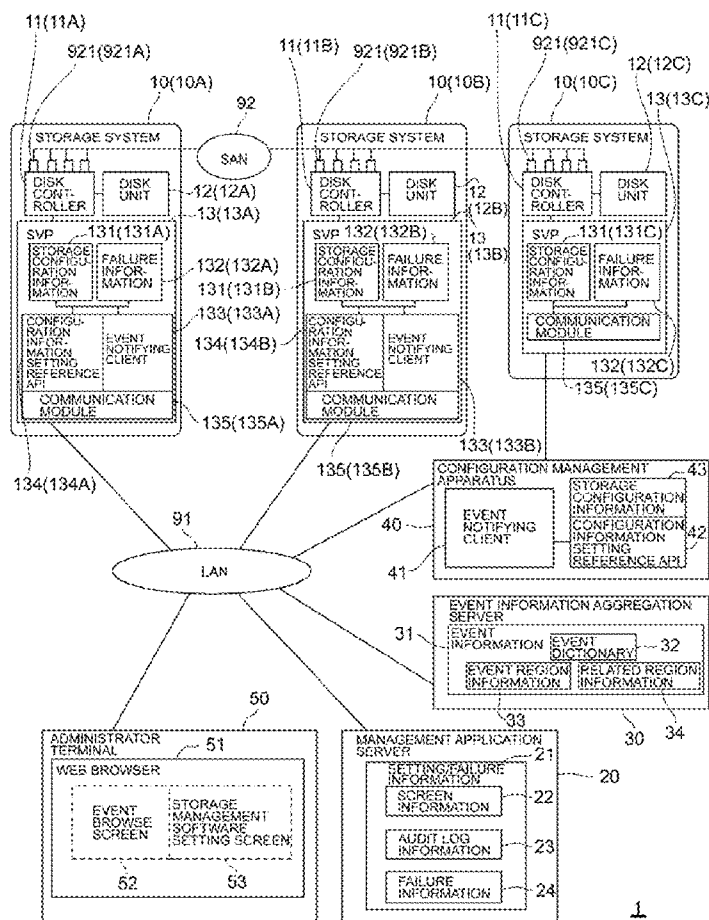 11(11A)
921(921A)
10(10A)
92
11(11B)
921(921B)
10(10B)
11(11C)
921(921C)
10(10C)
12(12C)
13(13C)
STORAGE SYSTEM
SAN
STORAGE SYSTEM
STORAGE SYSTEM
DISK
CONT-
ROLLER
DISK
UNIT
12(12A)
13(13A)
DISK
CONT-
ROLLER
DISK
UNIT
12
(12B)
13
(13B)
DISK
CONT-
ROLLER
DISK
UNIT
SVP
131(131A)
STORAGE
CONFIGU-
RATION
INFOR-
MATION
FAILURE
INFOR-
MATION
132(132A)
131(131B)
133(133A)
134(134B)
CONFIGU-
RATION
INFOR-
MATION
SETTING
REFERENCE
API
EVENT
NOTIFYING
CLIENT
COMMUNICATION
MODULE
135(135A)
134(134A)
SVP
132(132B)
STORAGE
CONFIGU-
RATION
INFOR-
MATION
FAILURE
INFOR-
MATION
CONFIGU-
RATION
INFOR-
MATION
SETTING
REFERENCE
API
EVENT
NOTIFYING
CLIENT
COMMUNICATION
MODULE
135(135B)
133(133B)
SVP
131(131C)
STORAGE
CONFIGU-
RATION
INFOR-
MATION
FAILURE
INFOR-
MATION
COMMUNICATION
MODULE
132(132C)
135(135C)
CONFIGURATION MANAGEMENT
APPARATUS
43
40
41
EVENT
NOTIFYING
CLIENT
STORAGE
CONFIGURATION
INFORMATION
CONFIGURATION
INFORMATION
SETTING
REFERENCE API
42
91
LAN
EVENT INFORMATION AGGREGATION
SERVER
31
EVENT
INFORMATION
EVENT
DICTIONARY
32
EVENT REGION
INFORMATION
RELATED REGION
INFORMATION
33
34
30
50
ADMINISTRATOR
TERMINAL
51
WEB BROWSER
EVENT
BROWSE
SCREEN
STORAGE
MANAGEMENT
SOFTWARE
SETTING SCREEN
52
53
MANAGEMENT APPLICATION
SERVER
21
20
SETTING/FAILURE
INFORMATION
SCREEN
INFORMATION
22
AUDIT LOG
INFORMATION
23
FAILURE
INFORMATION
24
1